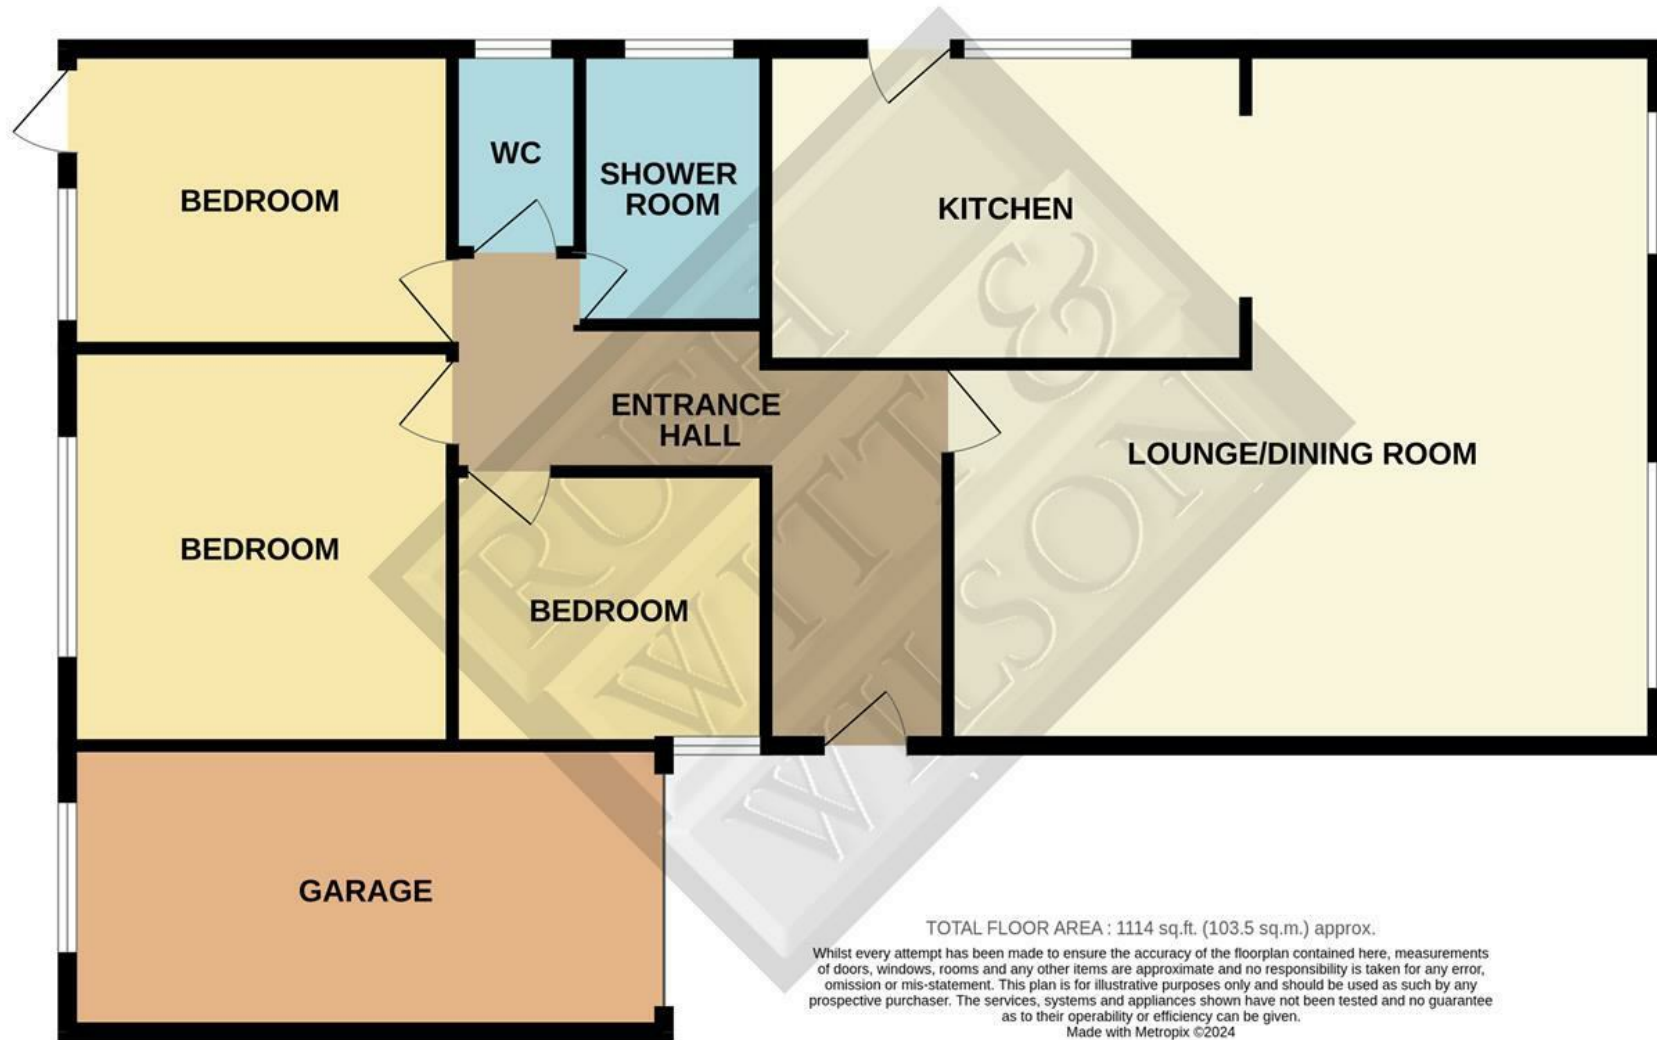 BEDROOM
WC
SHOWER
ROOM
KITCHEN
ENTRANCE
HALL
LOUNGE/DINING ROOM
BEDROOM
BEDROOM
GARAGE
RUSH
WITT &
WILSON
TOTAL FLOOR AREA : 1114 sq.ft. (103.5 sq.m.) approx.
Whilst every attempt has been made to ensure the accuracy of the floorplan contained here, measurements
of doors, windows, rooms and any other items are approximate and no responsibility is taken for any error,
omission or mis-statement. This plan is for illustrative purposes only and should be used as such by any
prospective purchaser. The services, systems and appliances shown have not been tested and no guarantee
as to their operability or efficiency can be given.
Made with Metropix ©2024